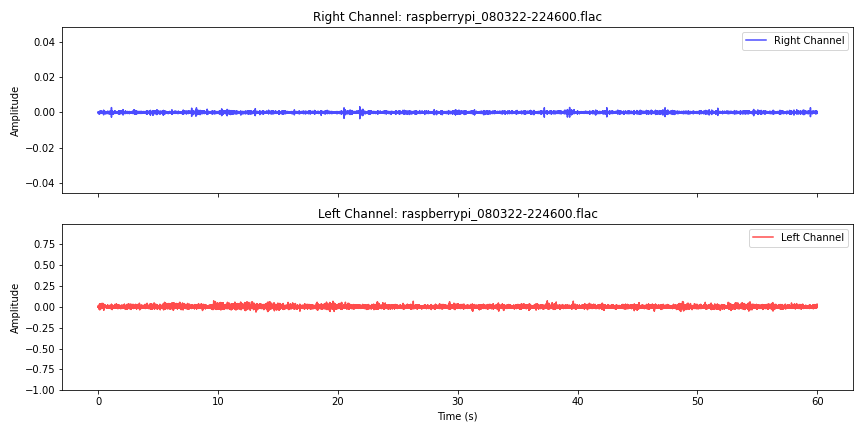 Right Channel: raspberrypi_080322-224600.flac
Right Channel
0.04
0.02
0.00
−0.02
−0.04
Amplitude
Left Channel: raspberrypi_080322-224600.flac
Left Channel
0.75
0.50
0.25
0.00
−0.25
−0.50
−0.75
−1.00
Amplitude
0 10 20 30 40 50 60
Time (s)